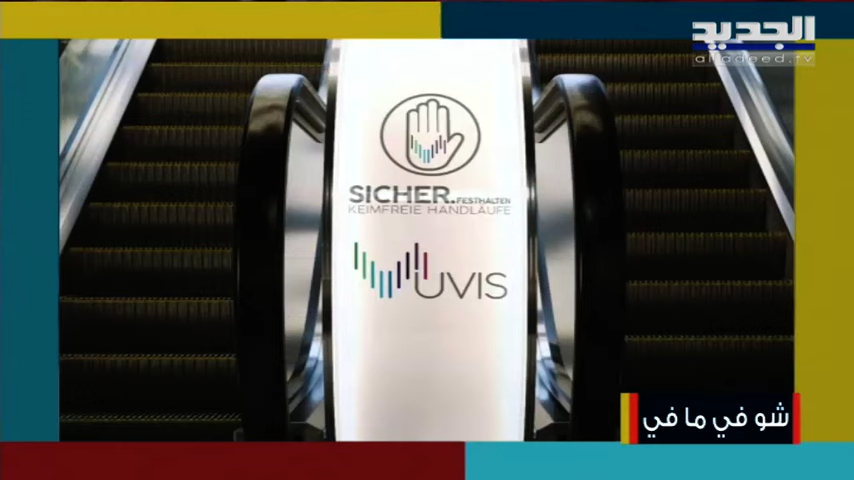 الجديد
aljadeed.tv
SICHER.FESTHALTEN
KEIMFREIE HANDLÄUFE
UVIS
شو في ما في